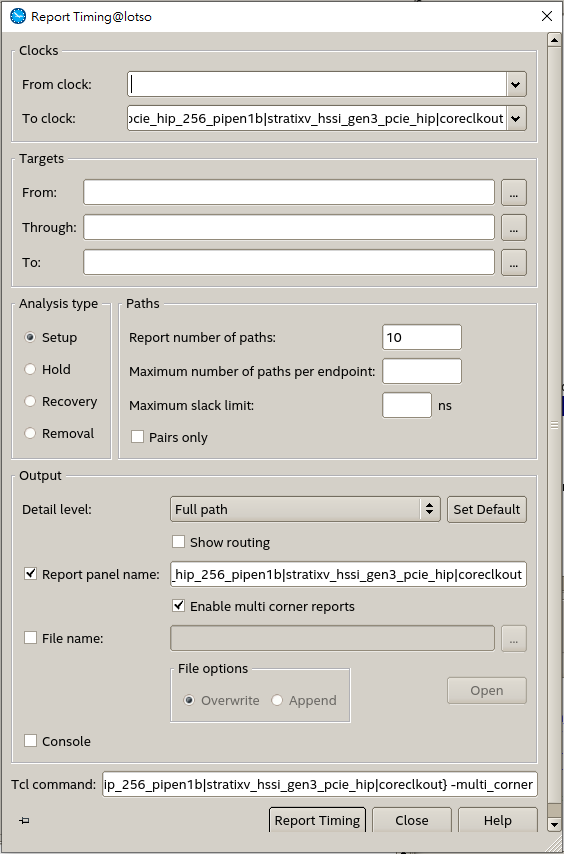 Report Timing@lotso
Clocks
From clock:
To clock: pcie_hip_256_pipen1b|stratixv_hssi_gen3_pcie_hip|coreclkout
Targets
From: ...
Through: ...
To: ...
Analysis type
Setup
Hold
Recovery
Removal
Paths
Report number of paths: 10
Maximum number of paths per endpoint:
Maximum slack limit: ns
Pairs only
Output
Detail level: Full path Set Default
Show routing
Report panel name: _hip_256_pipen1b|stratixv_hssi_gen3_pcie_hip|coreclkout
Enable multi corner reports
File name: ...
File options
Overwrite Append
Open
Console
Tcl command: ip_256_pipen1b|stratixv_hssi_gen3_pcie_hip|coreclkout} -multi_corner
Report Timing Close Help